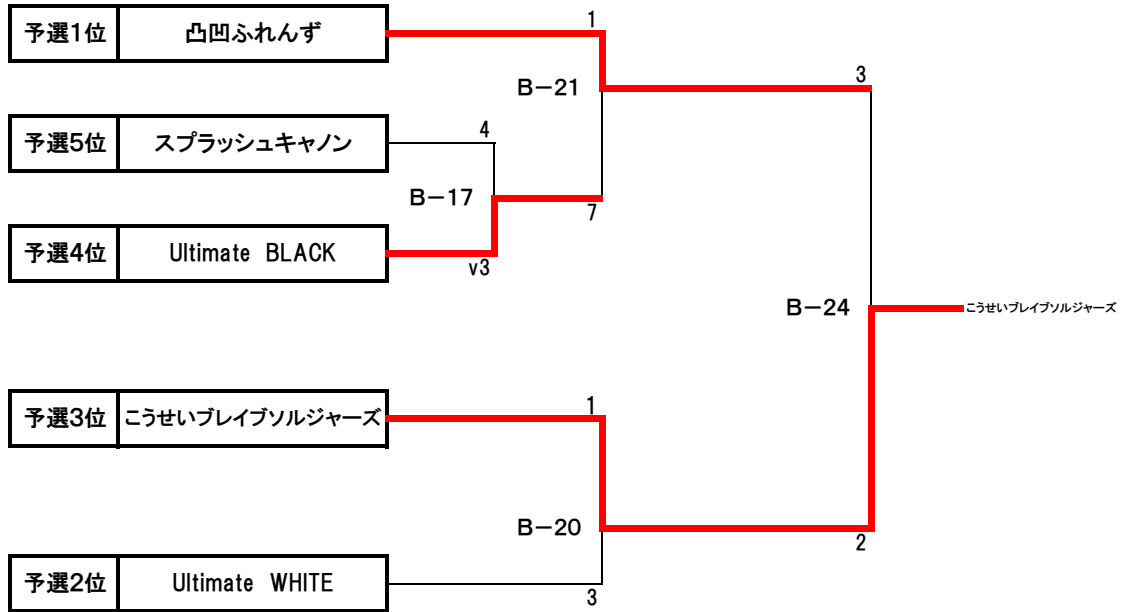 予選1位 凸凹ふれんず 1
B－21 3
予選5位 スプラッシュキャノン 4
B－17 7
予選4位 Ultimate BLACK v3
B－24 こうせいブレイブソルジャーズ
予選3位 こうせいブレイブソルジャーズ 1
B－20 2
予選2位 Ultimate WHITE 3